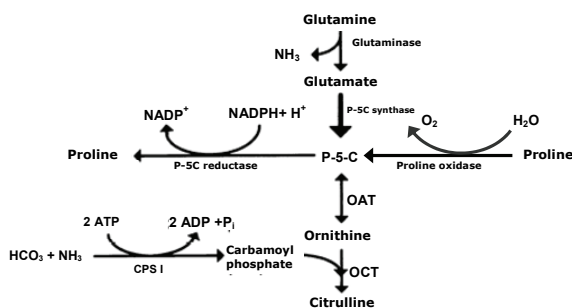 Glutamine
Glutaminase
NH3
Glutamate
P-5C synthase
NADP+
NADPH+ H+
O2
H2O
Proline
P-5C reductase
P-5-C
Proline oxidase
Proline
OAT
2 ATP
2 ADP +Pi
Ornithine
HCO3 + NH3
CPS I
Carbamoyl
phosphate
OCT
Citrulline